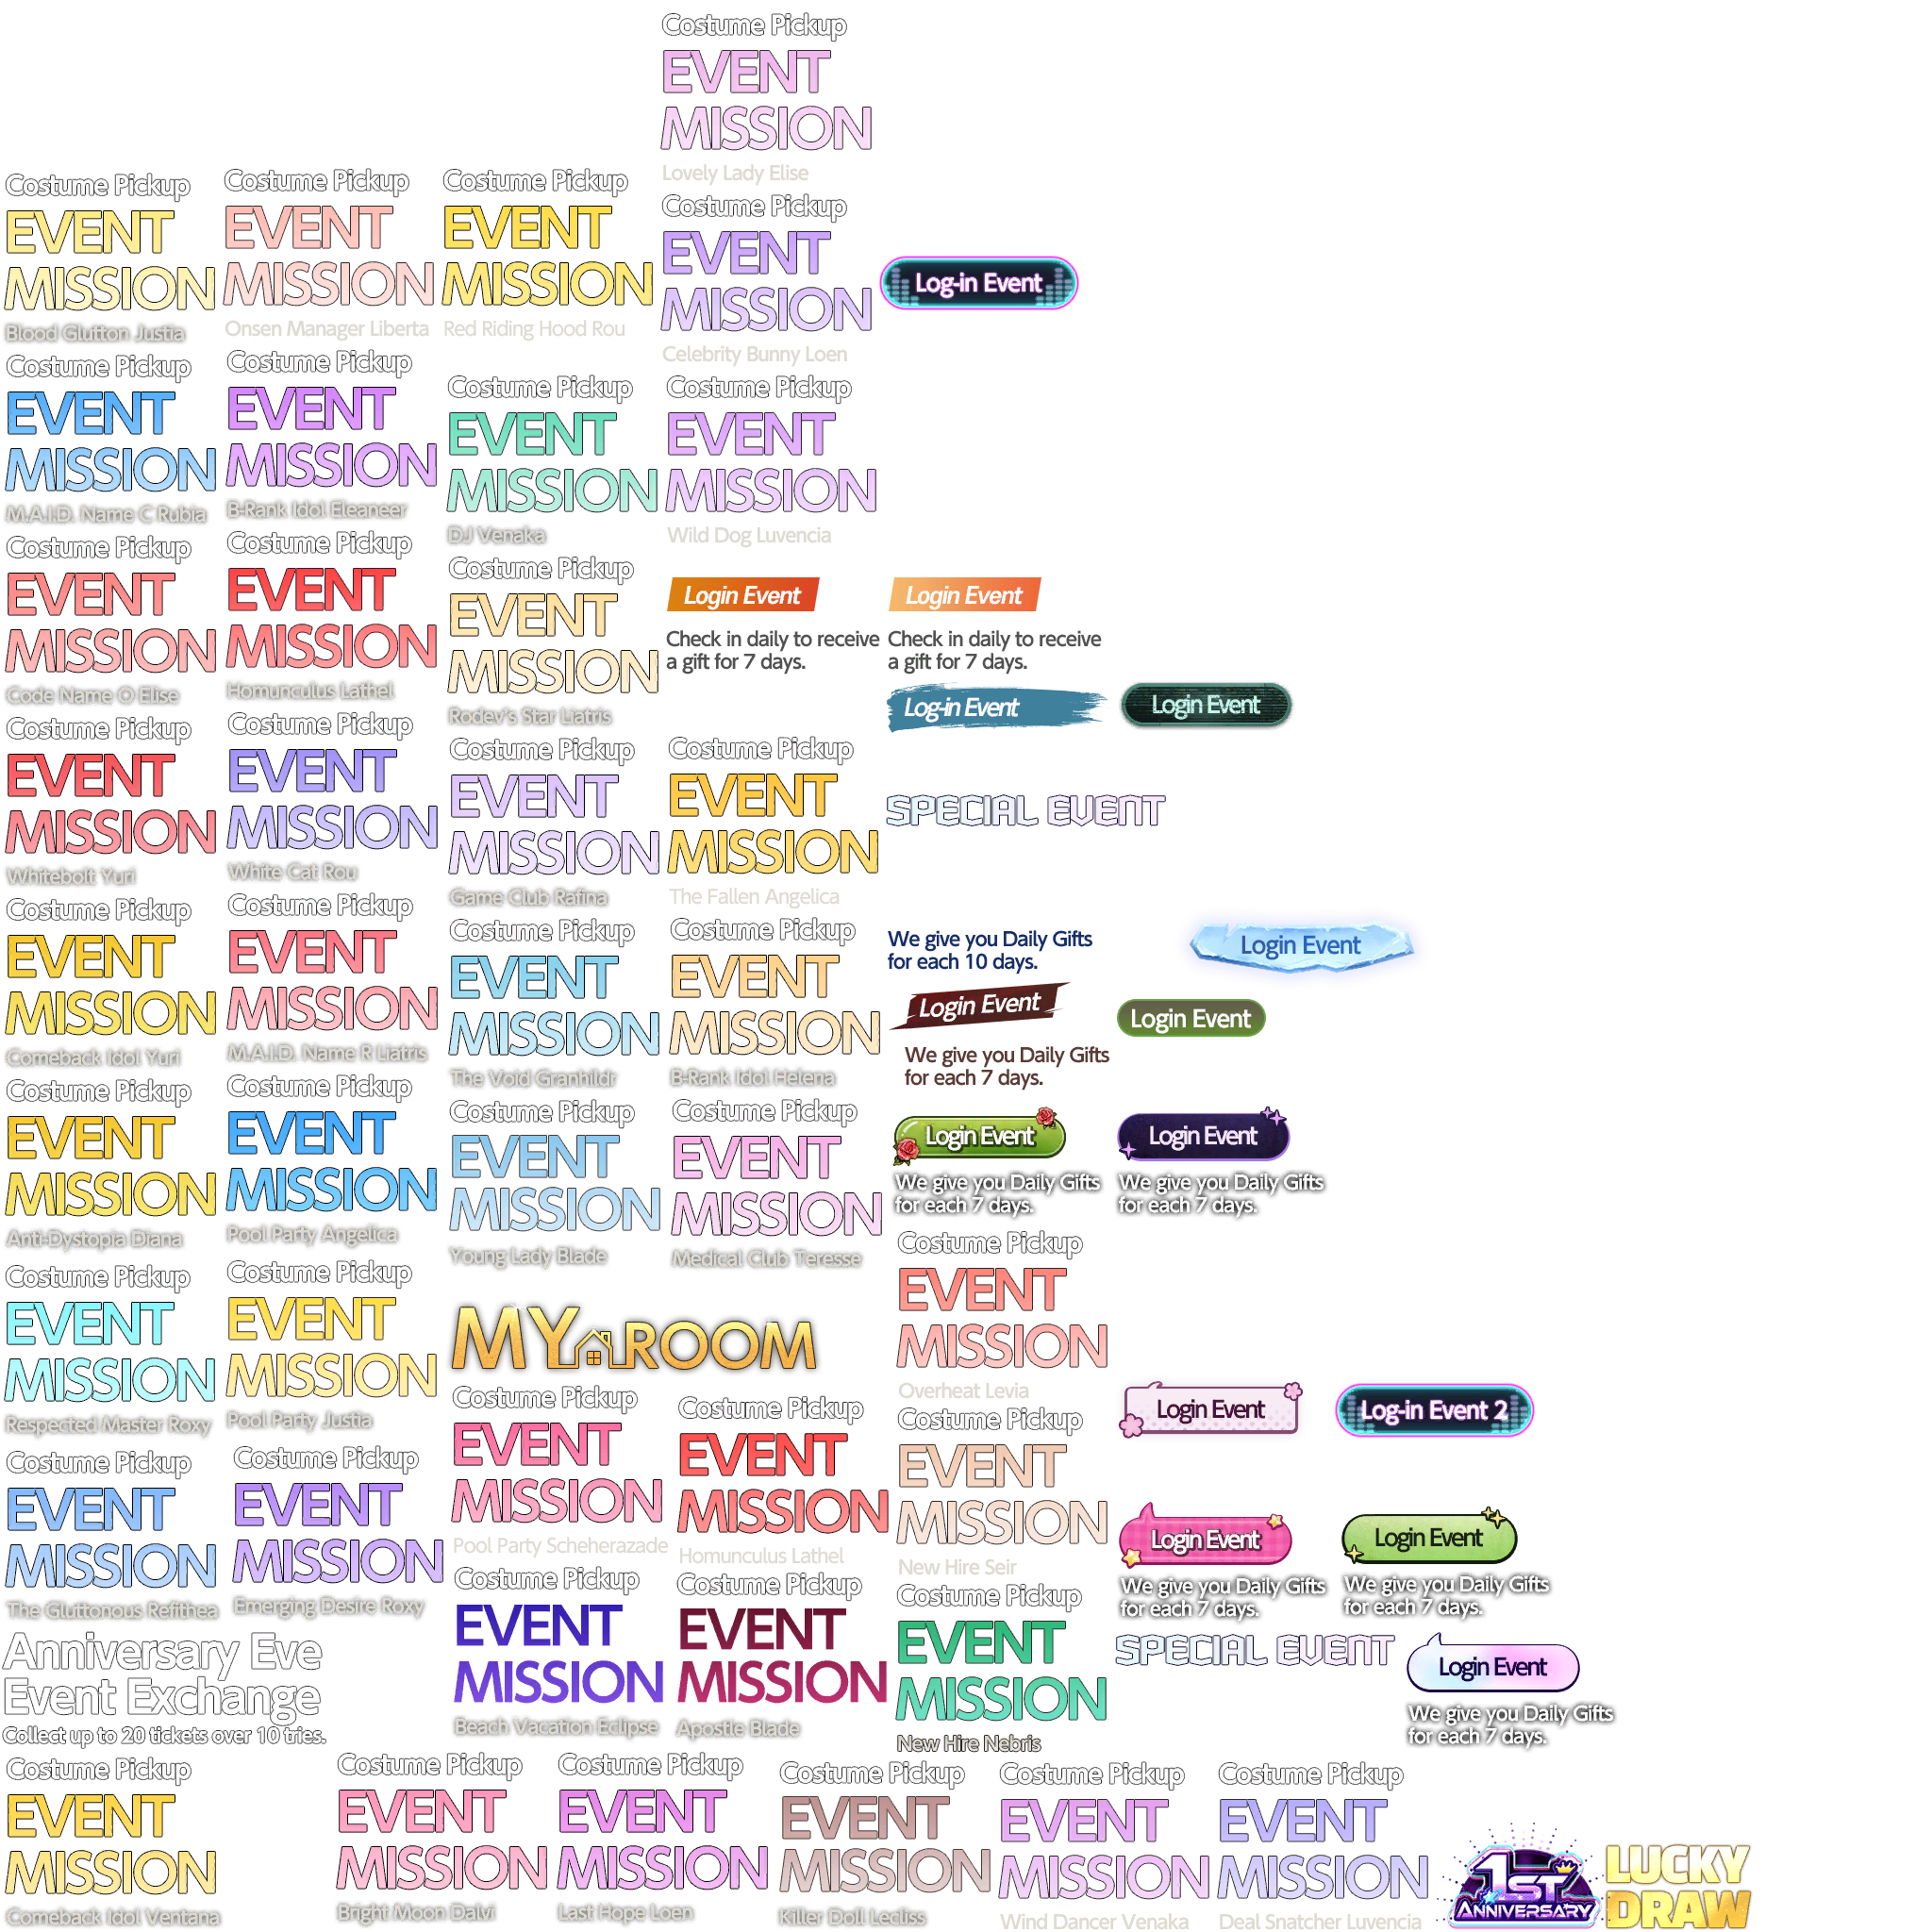 Costume Pickup
EVENT
MISSION
Lovely Lady Elise
Costume Pickup
EVENT
MISSION
Blood Glutton Justia
Costume Pickup
EVENT
MISSION
Onsen Manager Liberta
Costume Pickup
EVENT
MISSION
Red Riding Hood Rou
Costume Pickup
EVENT
MISSION
Celebrity Bunny Loen
Log-in Event
Costume Pickup
EVENT
MISSION
M.A.I.D. Name C Rubia
Costume Pickup
EVENT
MISSION
B-Rank Idol Eleaneer
Costume Pickup
EVENT
MISSION
DJ Venaka
Costume Pickup
EVENT
MISSION
Wild Dog Luvencia
Costume Pickup
EVENT
MISSION
Code Name O Elise
Costume Pickup
EVENT
MISSION
Homunculus Lathel
Costume Pickup
EVENT
MISSION
Rodev's Star Liatris
Login Event
Check in daily to receive
a gift for 7 days.
Login Event
Check in daily to receive
a gift for 7 days.
Log-in Event
Login Event
Costume Pickup
EVENT
MISSION
Whitebolt Yuri
Costume Pickup
EVENT
MISSION
White Cat Rou
Costume Pickup
EVENT
MISSION
Game Club Rafina
Costume Pickup
EVENT
MISSION
The Fallen Angelica
SPECIAL EVENT
Costume Pickup
EVENT
MISSION
Comeback Idol Yuri
Costume Pickup
EVENT
MISSION
M.A.I.D. Name R Liatris
Costume Pickup
EVENT
MISSION
The Void Granhildr
Costume Pickup
EVENT
MISSION
B-Rank Idol Helena
We give you Daily Gifts
for each 10 days.
Login Event
Login Event
Login Event
We give you Daily Gifts
for each 7 days.
Costume Pickup
EVENT
MISSION
Anti-Dystopia Diana
Costume Pickup
EVENT
MISSION
Pool Party Angelica
Costume Pickup
EVENT
MISSION
Young Lady Blade
Costume Pickup
EVENT
MISSION
Medical Club Teresse
Login Event
We give you Daily Gifts
for each 7 days.
Login Event
We give you Daily Gifts
for each 7 days.
Costume Pickup
EVENT
MISSION
Respected Master Roxy
Costume Pickup
EVENT
MISSION
Pool Party Justia
MY ROOM
Costume Pickup
EVENT
MISSION
Overheat Levia
Login Event
Log-in Event 2
Costume Pickup
EVENT
MISSION
The Gluttonous Refithea
Costume Pickup
EVENT
MISSION
Emerging Desire Roxy
Costume Pickup
EVENT
MISSION
Pool Party Scheherazade
Costume Pickup
EVENT
MISSION
Homunculus Lathel
Costume Pickup
EVENT
MISSION
New Hire Seir
Login Event
We give you Daily Gifts
for each 7 days.
Login Event
We give you Daily Gifts
for each 7 days.
Anniversary Eve
Event Exchange
Collect up to 20 tickets over 10 tries.
Costume Pickup
EVENT
MISSION
Beach Vacation Eclipse
Costume Pickup
EVENT
MISSION
Apostle Blade
Costume Pickup
EVENT
MISSION
New Hire Nebris
SPECIAL EVENT
Login Event
We give you Daily Gifts
for each 7 days.
Costume Pickup
EVENT
MISSION
Comeback Idol Ventana
Costume Pickup
EVENT
MISSION
Bright Moon Dalvi
Costume Pickup
EVENT
MISSION
Last Hope Loen
Costume Pickup
EVENT
MISSION
Killer Doll Lecliss
Costume Pickup
EVENT
MISSION
Wind Dancer Venaka
Costume Pickup
EVENT
MISSION
Deal Snatcher Luvencia
1ST
ANNIVERSARY
LUCKY
DRAW